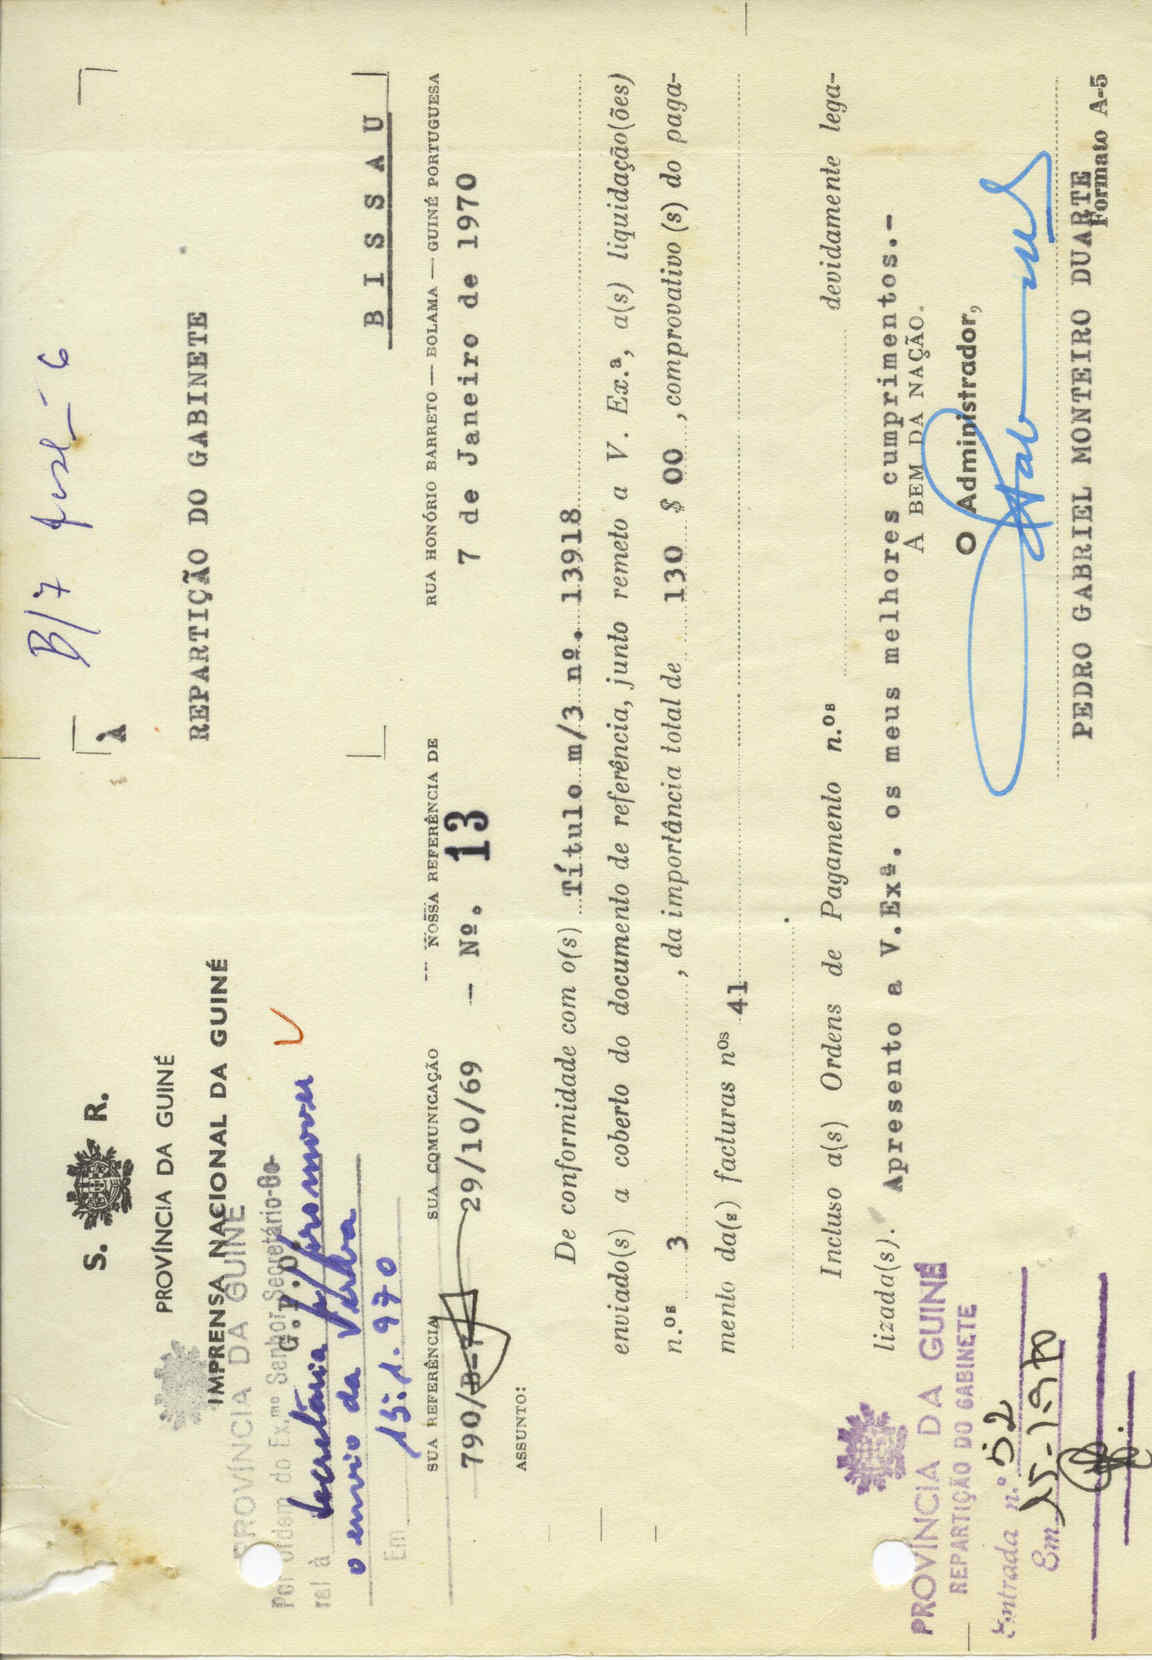 S. R.
PROVÍNCIA DA GUINÉ
IMPRENSA NACIONAL DA GUINÉ
PROVÍNCIA DA GUINÉ
Por ordem do Ex.mo Senhor Secretário-Ge-
ral à Secretária p/promover
o envio da Verba
Em 15.1.970
B/7
À
REPARTIÇÃO DO GABINETE
B I S S A U
SUA REFERÊNCIA SUA COMUNICAÇÃO NOSSA REFERÊNCIA DE RUA HONÓRIO BARRETO — BOLAMA — GUINÉ PORTUGUESA
790/B-7 29/10/69 — Nº. 13 7 de Janeiro de 1970
ASSUNTO:
De conformidade com o(s) Título m/3 nº. 13918
enviado(s) a coberto do documento de referência, junto remeto a V. Ex.ª, a(s) liquidação(ões)
n.os 3, da importância total de 130 $ 00, comprovativo (s) do paga-
mento da(s) facturas nos 41
Incluso a(s) Ordens de Pagamento n.os devidamente lega-
lizada(s). Apresento a V.Exª. os meus melhores cumprimentos.-
A BEM DA NAÇÃO.
O Administrador,
PEDRO GABRIEL MONTEIRO DUARTE
Formato A-5
PROVÍNCIA DA GUINÉ
REPARTIÇÃO DO GABINETE
Entrada n.º 52
Em 15-1-970